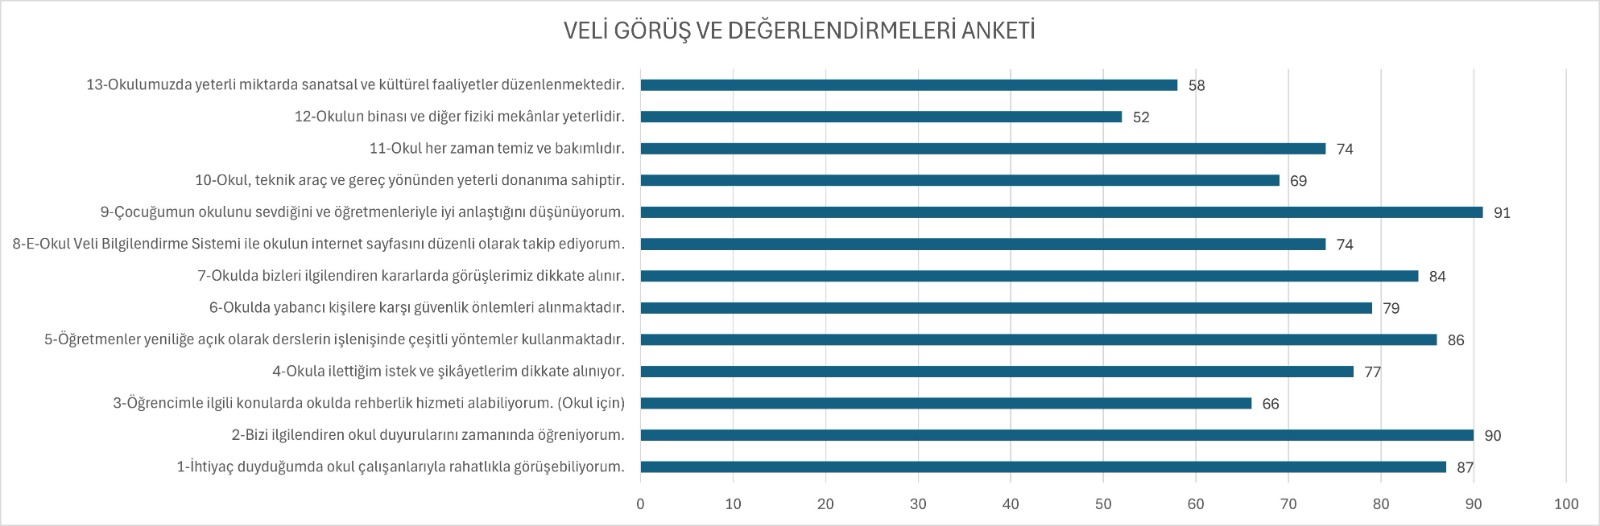 VELİ GÖRÜŞ VE DEĞERLENDİRMELERİ ANKETİ
13-Okulumuzda yeterli miktarda sanatsal ve kültürel faaliyetler düzenlenmektedir. 58
12-Okulun binası ve diğer fiziki mekânlar yeterlidir. 52
11-Okul her zaman temiz ve bakımlıdır. 74
10-Okul, teknik araç ve gereç yönünden yeterli donanıma sahiptir. 69
9-Çocuğumun okulunu sevdiğini ve öğretmenleriyle iyi anlaştığını düşünüyorum. 91
8-E-Okul Veli Bilgilendirme Sistemi ile okulun internet sayfasını düzenli olarak takip ediyorum. 74
7-Okulda bizleri ilgilendiren kararlarda görüşlerimiz dikkate alınır. 84
6-Okulda yabancı kişilere karşı güvenlik önlemleri alınmaktadır. 79
5-Öğretmenler yeniliğe açık olarak derslerin işlenişinde çeşitli yöntemler kullanmaktadır. 86
4-Okula ilettiğim istek ve şikâyetlerim dikkate alınıyor. 77
3-Öğrencimle ilgili konularda okulda rehberlik hizmeti alabiliyorum. (Okul için) 66
2-Bizi ilgilendiren okul duyurularını zamanında öğreniyorum. 90
1-İhtiyaç duyduğumda okul çalışanlarıyla rahatlıkla görüşebiliyorum. 87
0 10 20 30 40 50 60 70 80 90 100